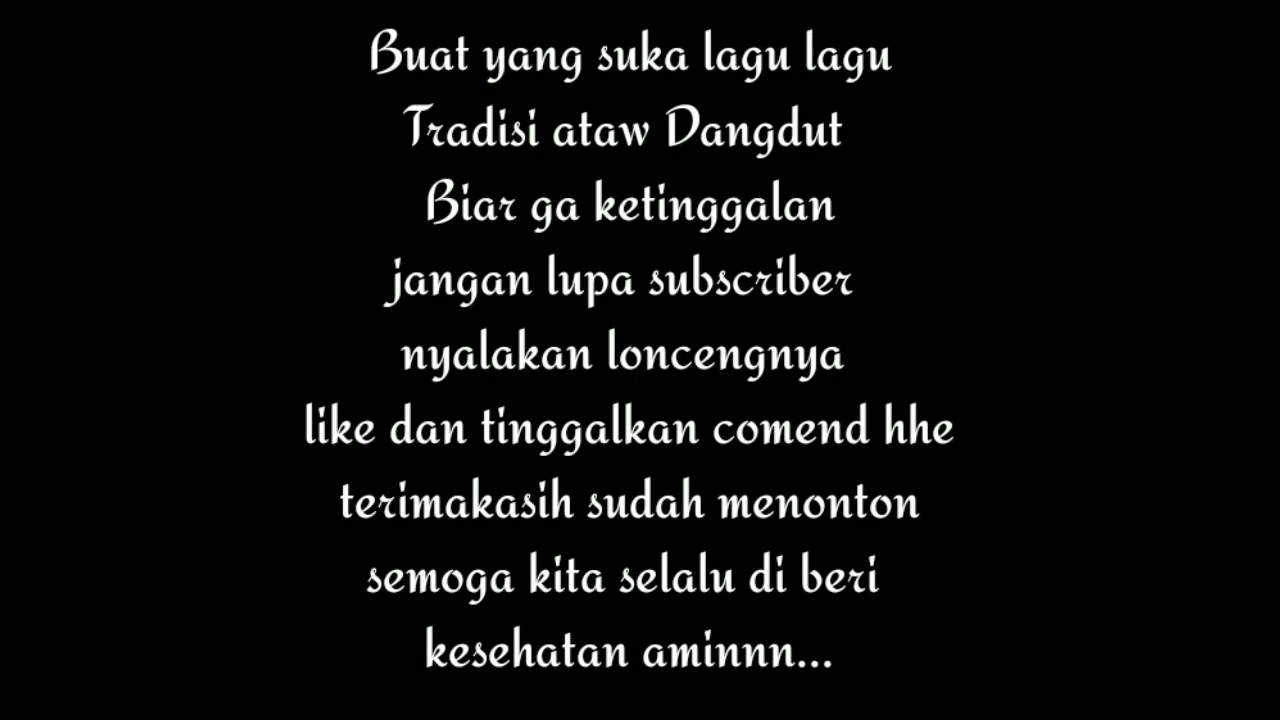 Buat yang suka lagu lagu
Tradisi ataw Dangdut
Biar ga ketinggalan
jangan lupa subscriber
nyalakan loncengnya
like dan tinggalkan comend hhe
terimakasih sudah menonton
semoga kita selalu di beri
kesehatan aminnn...